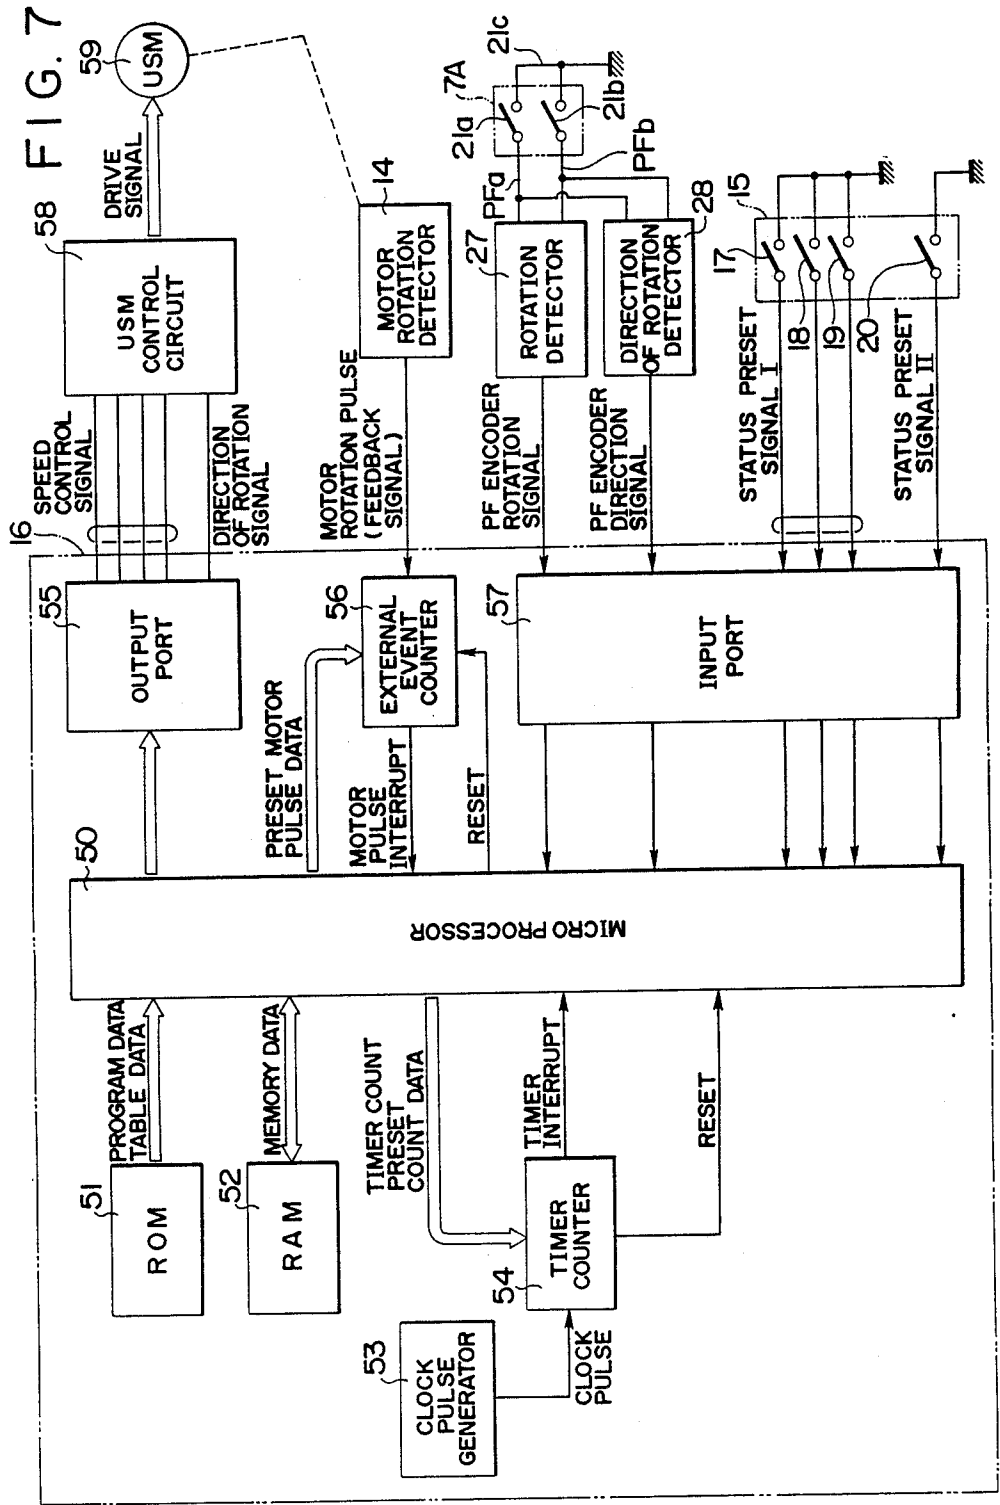 FIG. 7
16
51
ROM
PROGRAM DATA
TABLE DATA
52
RAM
MEMORY DATA
53
CLOCK
PULSE
GENERATOR
CLOCK
PULSE
54
TIMER
COUNTER
TIMER COUNT
PRESET
COUNT DATA
TIMER
INTERRUPT
RESET
50
MICRO PROCESSOR
55
OUTPUT
PORT
PRESET MOTOR
PULSE DATA
56
EXTERNAL
EVENT
COUNTER
MOTOR
PULSE
INTERRUPT
RESET
57
INPUT
PORT
SPEED
CONTROL
SIGNAL
DIRECTION
OF ROTATION
SIGNAL
58
USM
CONTROL
CIRCUIT
DRIVE
SIGNAL
59
USM
MOTOR
ROTATION PULSE
(FEEDBACK
SIGNAL)
14
MOTOR
ROTATION
DETECTOR
PF ENCODER
ROTATION
SIGNAL
27
ROTATION
DETECTOR
PF ENCODER
DIRECTION
SIGNAL
28
DIRECTION
OF ROTATION
DETECTOR
PFa
PFb
7A
21a
21b
21c
STATUS PRESET
SIGNAL I
STATUS PRESET
SIGNAL II
15
17
18
19
20